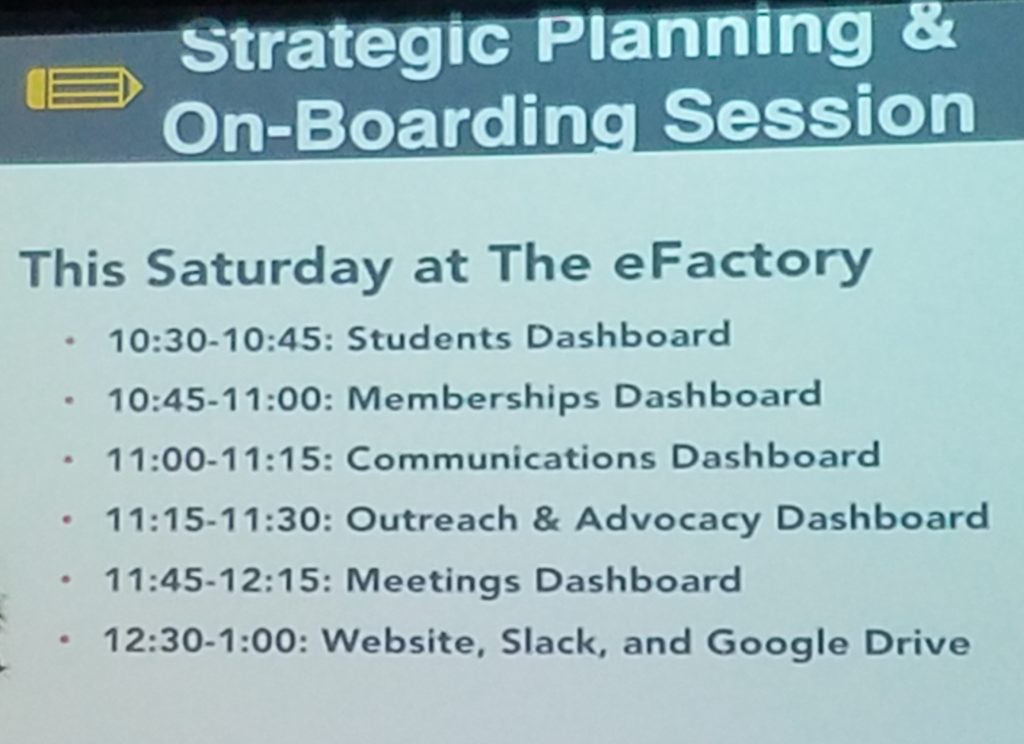 Strategic Planning &
On-Boarding Session
This Saturday at The eFactory
• 10:30-10:45: Students Dashboard
• 10:45-11:00: Memberships Dashboard
• 11:00-11:15: Communications Dashboard
• 11:15-11:30: Outreach & Advocacy Dashboard
• 11:45-12:15: Meetings Dashboard
• 12:30-1:00: Website, Slack, and Google Drive